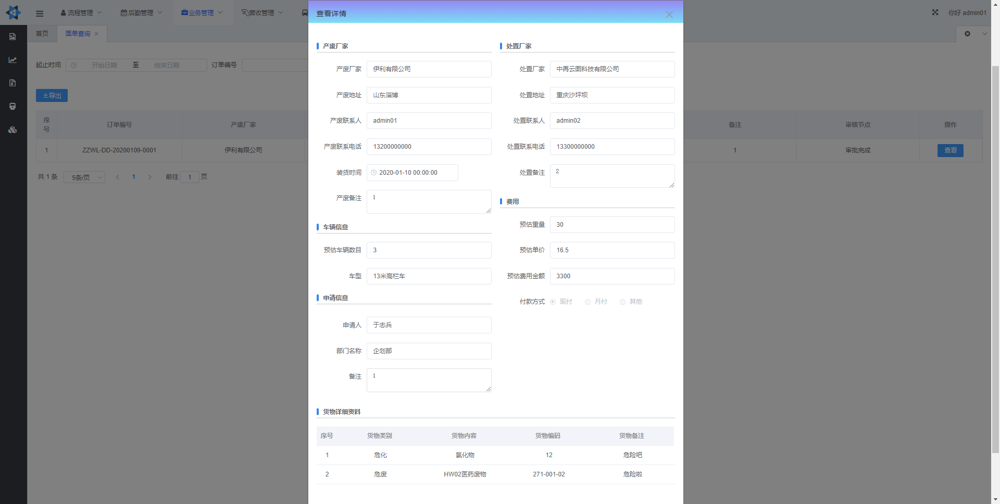 流程管理 后勤管理 业务管理 营收管理
你好 admin01
首页 面单查询
起止时间 开始日期 至 结束日期 订单编号
导出
序号 订单编号 产废厂家 备注 审核节点 操作
1 ZZWL-DD-20200109-0001 伊利有限公司 1 审批完成 查看
共 1 条 5条/页 1 前往 1 页
查看详情
产废厂家
产废厂家 伊利有限公司
产废地址 山东淄博
产废联系人 admin01
产废联系电话 13200000000
装货时间 2020-01-10 00:00:00
产废备注 1
车辆信息
预估车辆数目 3
车型 13米高栏车
申请信息
申请人 于志兵
部门名称 企划部
备注 1
处置厂家
处置厂家 中再云图科技有限公司
处置地址 重庆沙坪坝
处置联系人 admin02
处置联系电话 13300000000
处置备注 2
费用
预估重量 30
预估单价 16.5
预估费用金额 3300
付款方式 现付 月付 其他
货物详细资料
序号 货物类别 货物内容 货物编码 货物备注
1 危化 氯化物 12 危险吧
2 危废 HW02医药废物 271-001-02 危险啦